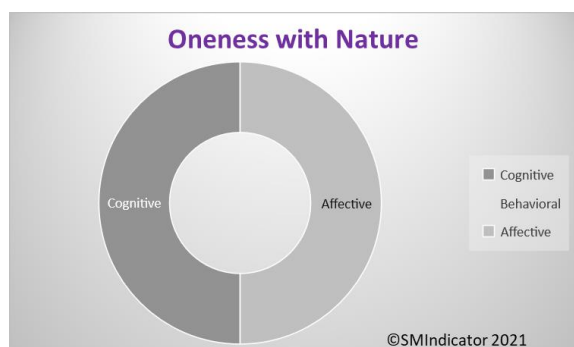 Oneness with Nature
Cognitive
Affective
Cognitive
Behavioral
Affective
©SMIndicator 2021